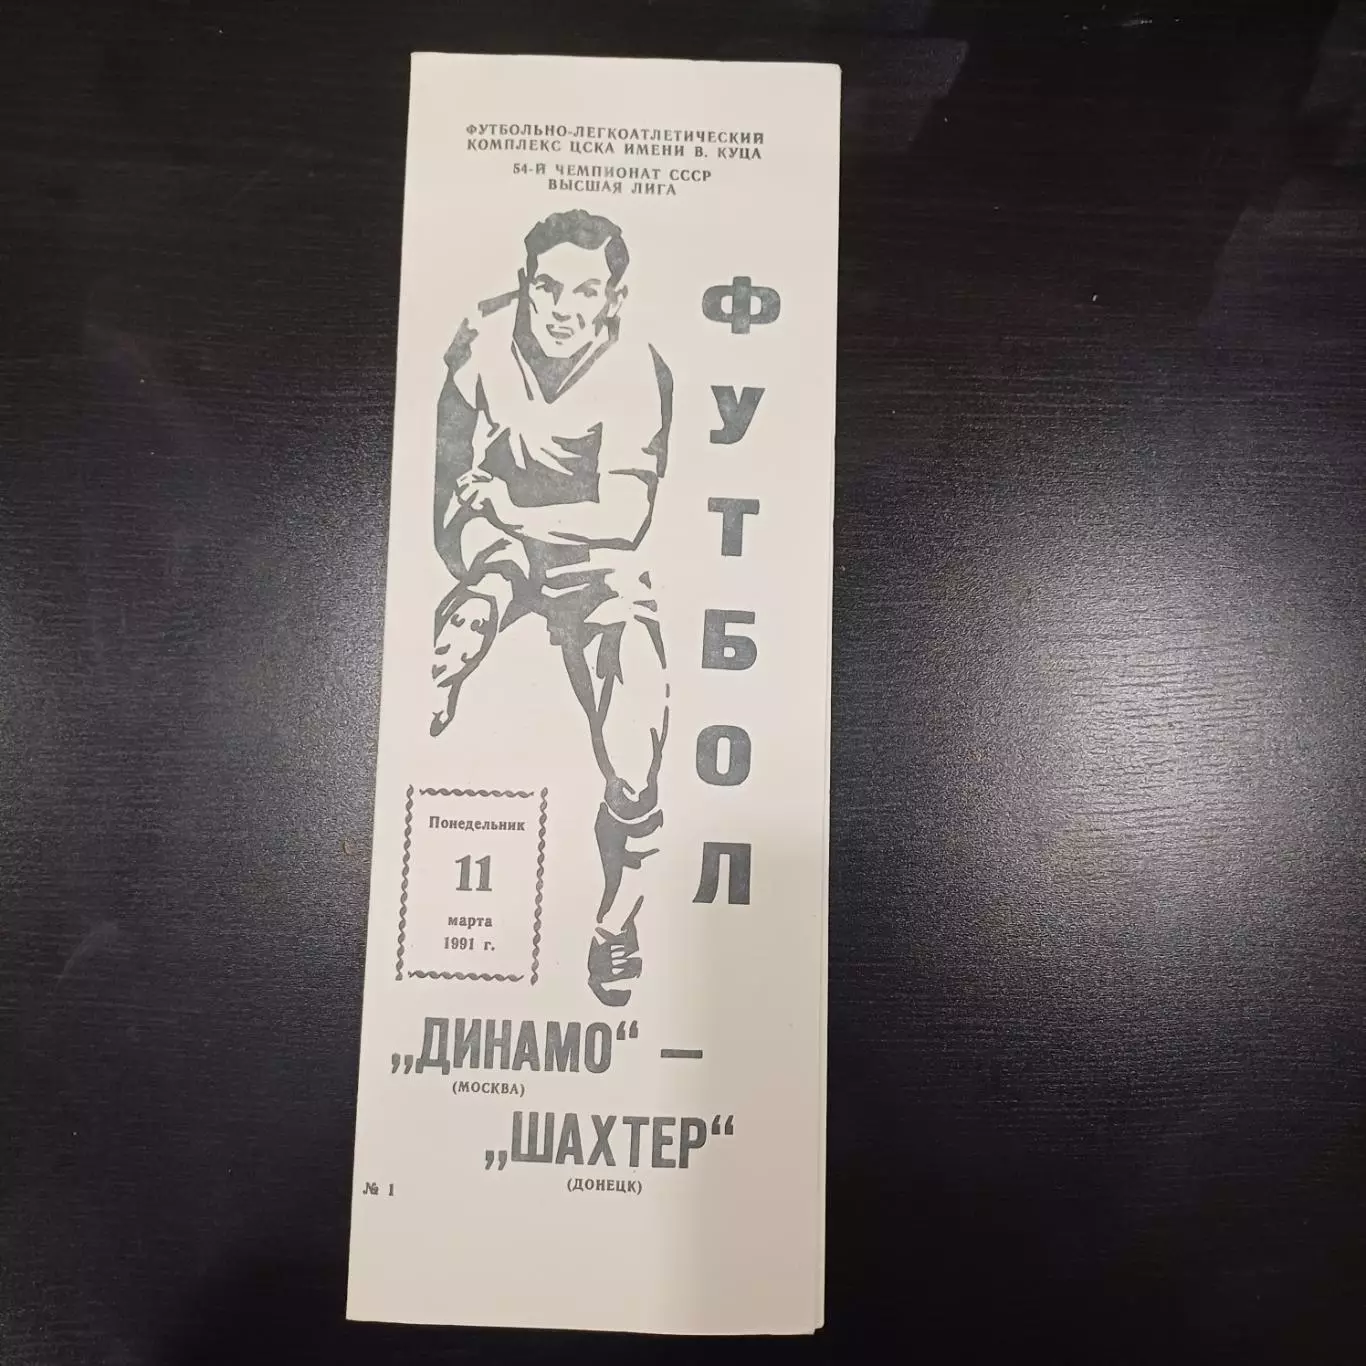 ФУТБОЛЬНО-ЛЕГКОАТЛЕТИЧЕСКИЙ
КОМПЛЕКС ЦСКА ИМЕНИ В. КУЦА
54-Й ЧЕМПИОНАТ СССР
ВЫСШАЯ ЛИГА
ФУТБОЛ
Понедельник
11
марта
1991 г.
„ДИНАМО“ –
(МОСКВА)
„ШАХТЕР“
(ДОНЕЦК)
№ 1